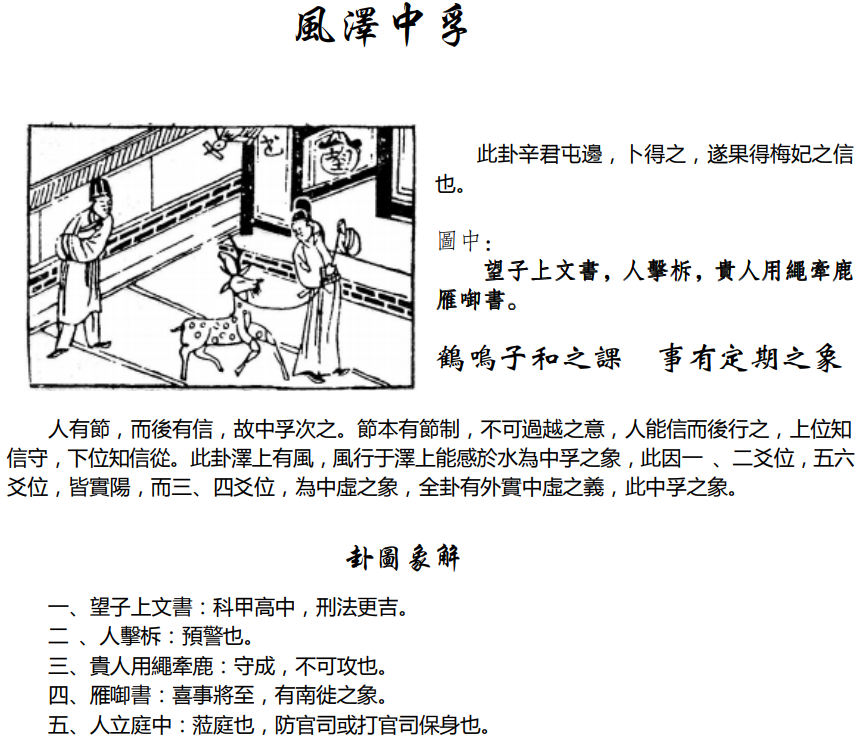 風澤中孚
此卦辛君屯邊，卜得之，遂果得梅妃之信
也。
圖中：
望子上文書，人擊柝，貴人用繩牽鹿
雁啣書。
鶴鳴子和之課　事有定期之象
人有節，而後有信，故中孚次之。節本有節制，不可過越之意，人能信而後行之，上位知
信守，下位知信從。此卦澤上有風，風行于澤上能感於水為中孚之象，此因一 、二爻位，五六
爻位，皆實陽，而三、四爻位，為中虛之象，全卦有外實中虛之義，此中孚之象。
卦圖象解
一、望子上文書：科甲高中，刑法更吉。
二 、人擊柝：預警也。
三、貴人用繩牽鹿：守成，不可攻也。
四、雁啣書：喜事將至，有南徙之象。
五、人立庭中：蒞庭也，防官司或打官司保身也。